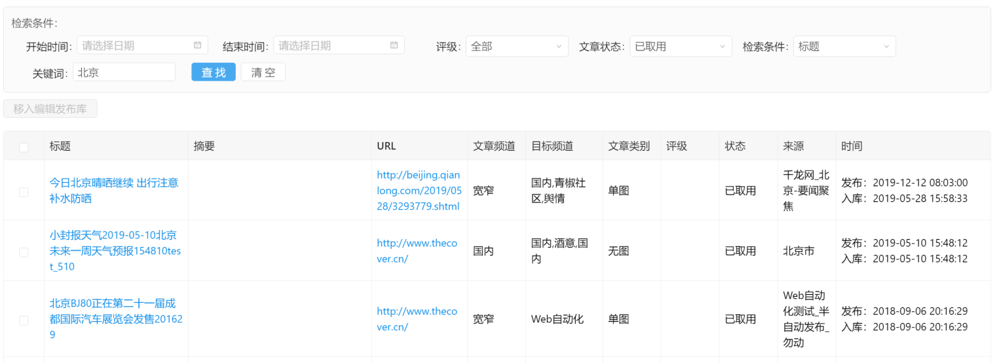 检索条件:
开始时间: 请选择日期 结束时间: 请选择日期 评级: 全部 文章状态: 已取用 检索条件: 标题
关键词: 北京 查 找 清 空
移入编辑发布库
标题 摘要 URL 文章频道 目标频道 文章类别 评级 状态 来源 时间
今日北京晴晒继续 出行注意
补水防晒
http://beijing.qian
long.com/2019/05
28/3293779.shtml
宽窄
国内,青椒社
区,舆情
单图
已取用
千龙网_北
京-要闻聚
焦
发布：2019-12-12 08:03:00
入库：2019-05-28 15:58:33
小封报天气2019-05-10北京
未来一周天气预报154810tes
t_510
http://www.theco
ver.cn/
国内
国内,酒意,国
内
无图
已取用
北京市
发布：2019-05-10 15:48:12
入库：2019-05-10 15:48:12
北京BJ80正在第二十一届成
都国际汽车展览会发售201629
9
http://www.theco
ver.cn/
宽窄
Web自动化
单图
已取用
Web自动
化测试_半
自动发布_
勿动
发布：2018-09-06 20:16:29
入库：2018-09-06 20:16:29